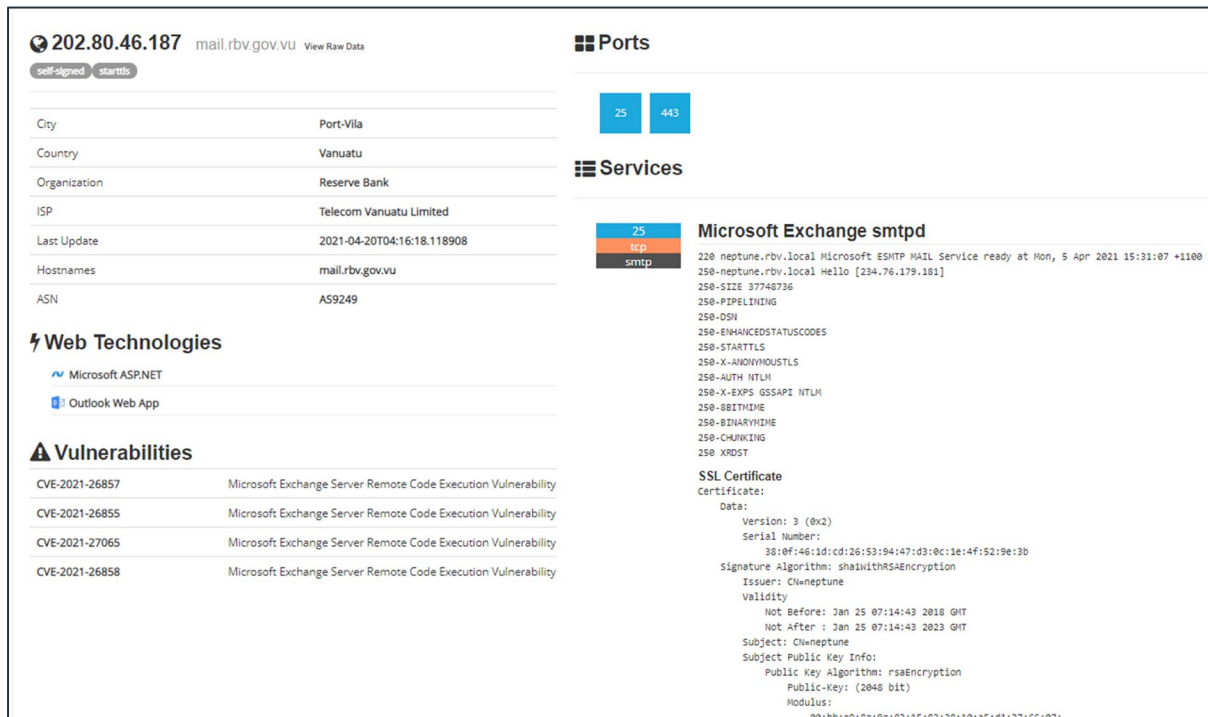 202.80.46.187 mail.rbv.gov.vu View Raw Data
self-signed starttls
City Port-Vila
Country Vanuatu
Organization Reserve Bank
ISP Telecom Vanuatu Limited
Last Update 2021-04-20T04:16:18.118908
Hostnames mail.rbv.gov.vu
ASN AS9249
Web Technologies
Microsoft ASP.NET
Outlook Web App
Vulnerabilities
CVE-2021-26857 Microsoft Exchange Server Remote Code Execution Vulnerability
CVE-2021-26855 Microsoft Exchange Server Remote Code Execution Vulnerability
CVE-2021-27065 Microsoft Exchange Server Remote Code Execution Vulnerability
CVE-2021-26858 Microsoft Exchange Server Remote Code Execution Vulnerability
Ports
25 443
Services
25
tcp
smtp
Microsoft Exchange smtpd
220 neptune.rbv.local Microsoft ESMTP MAIL Service ready at Mon, 5 Apr 2021 15:31:07 +1100
250-neptune.rbv.local Hello [234.76.179.181]
250-SIZE 37748736
250-PIPELINING
250-DSN
250-ENHANCEDSTATUSCODES
250-STARTTLS
250-X-ANONYMOUSTLS
250-AUTH NTLM
250-X-EXPS GSSAPI NTLM
250-8BITMIME
250-BINARYMIME
250-CHUNKING
250 XRDST
SSL Certificate
Certificate:
Data:
Version: 3 (0x2)
Serial Number:
38:0f:46:1d:cd:26:53:94:47:d3:0c:1e:4f:52:9e:3b
Signature Algorithm: sha1WithRSAEncryption
Issuer: CN=neptune
Validity
Not Before: Jan 25 07:14:43 2018 GMT
Not After : Jan 25 07:14:43 2023 GMT
Subject: CN=neptune
Subject Public Key Info:
Public Key Algorithm: rsaEncryption
Public-Key: (2048 bit)
Modulus: